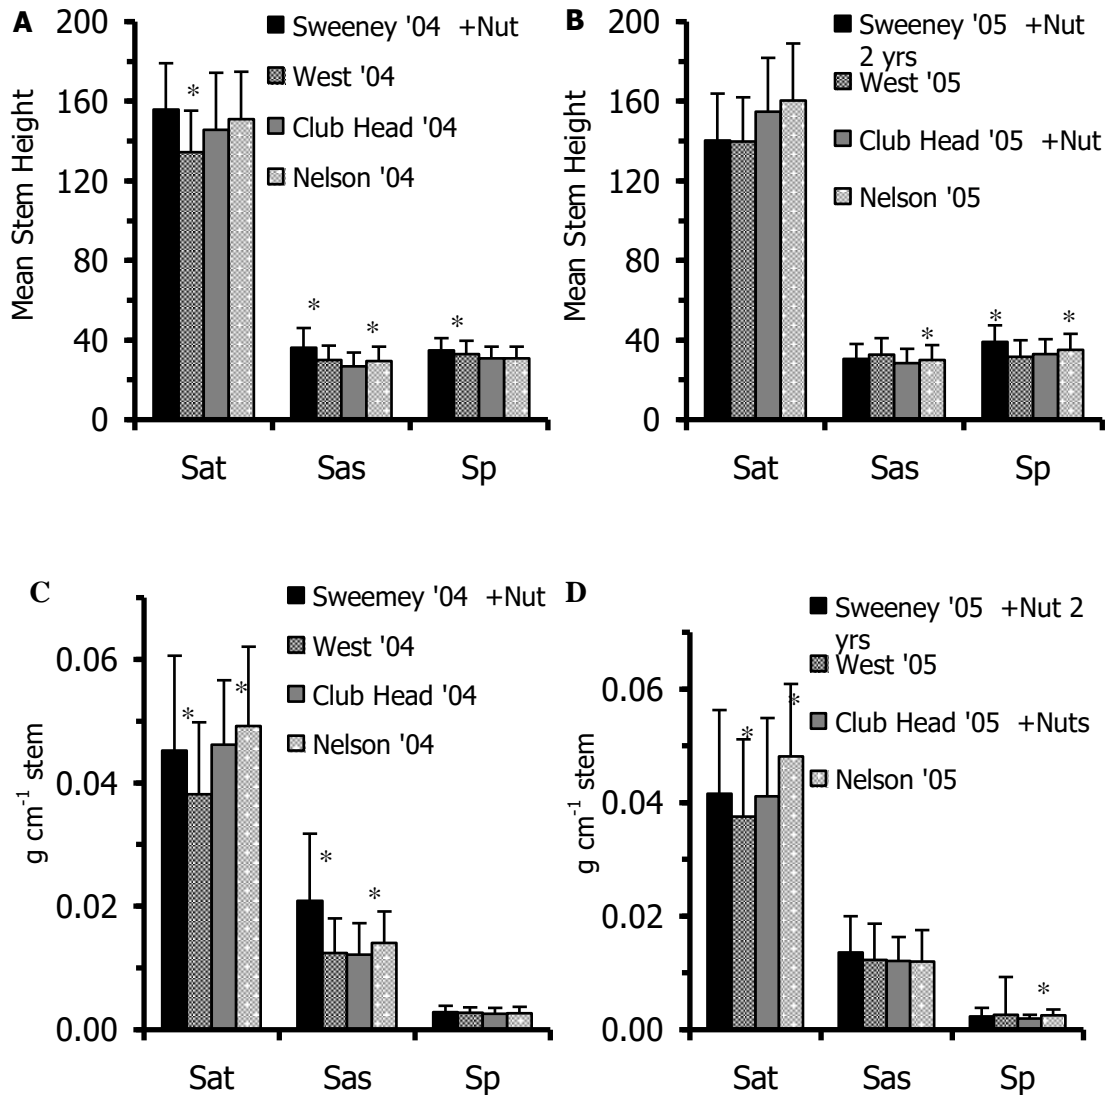 A
200
160
120
80
40
0
Mean Stem Height
Sweeney '04 +Nut
West '04
Club Head '04
Nelson '04
*
* *
*
Sat Sas Sp
B
200
160
120
80
40
0
Mean Stem Height
Sweeney '05 +Nut
2 yrs
West '05
Club Head '05 +Nut
Nelson '05
*
* *
Sat Sas Sp
C
0.06
0.04
0.02
0.00
g cm⁻¹ stem
Sweemey '04 +Nut
West '04
Club Head '04
Nelson '04
* *
* *
Sat Sas Sp
D
0.06
0.04
0.02
0.00
g cm⁻¹ stem
Sweeney '05 +Nut 2
yrs
West '05
Club Head '05 +Nuts
Nelson '05
* *
*
Sat Sas Sp